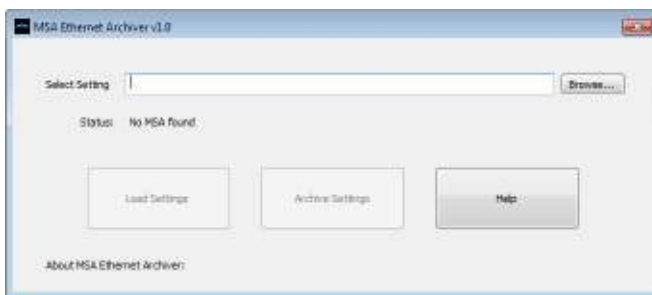 MSA Ethernet Archiver v1.0
Select Setting
Browse...
Status: No MSA found
Load Settings Archive Settings Help
About MSA Ethernet Archiver: